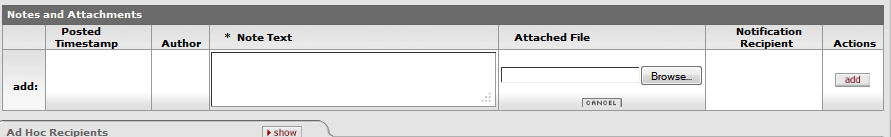 Notes and Attachments
Posted Timestamp Author * Note Text Attached File Notification Recipient Actions
add: Browse... add
CANCEL
Ad Hoc Recipients show